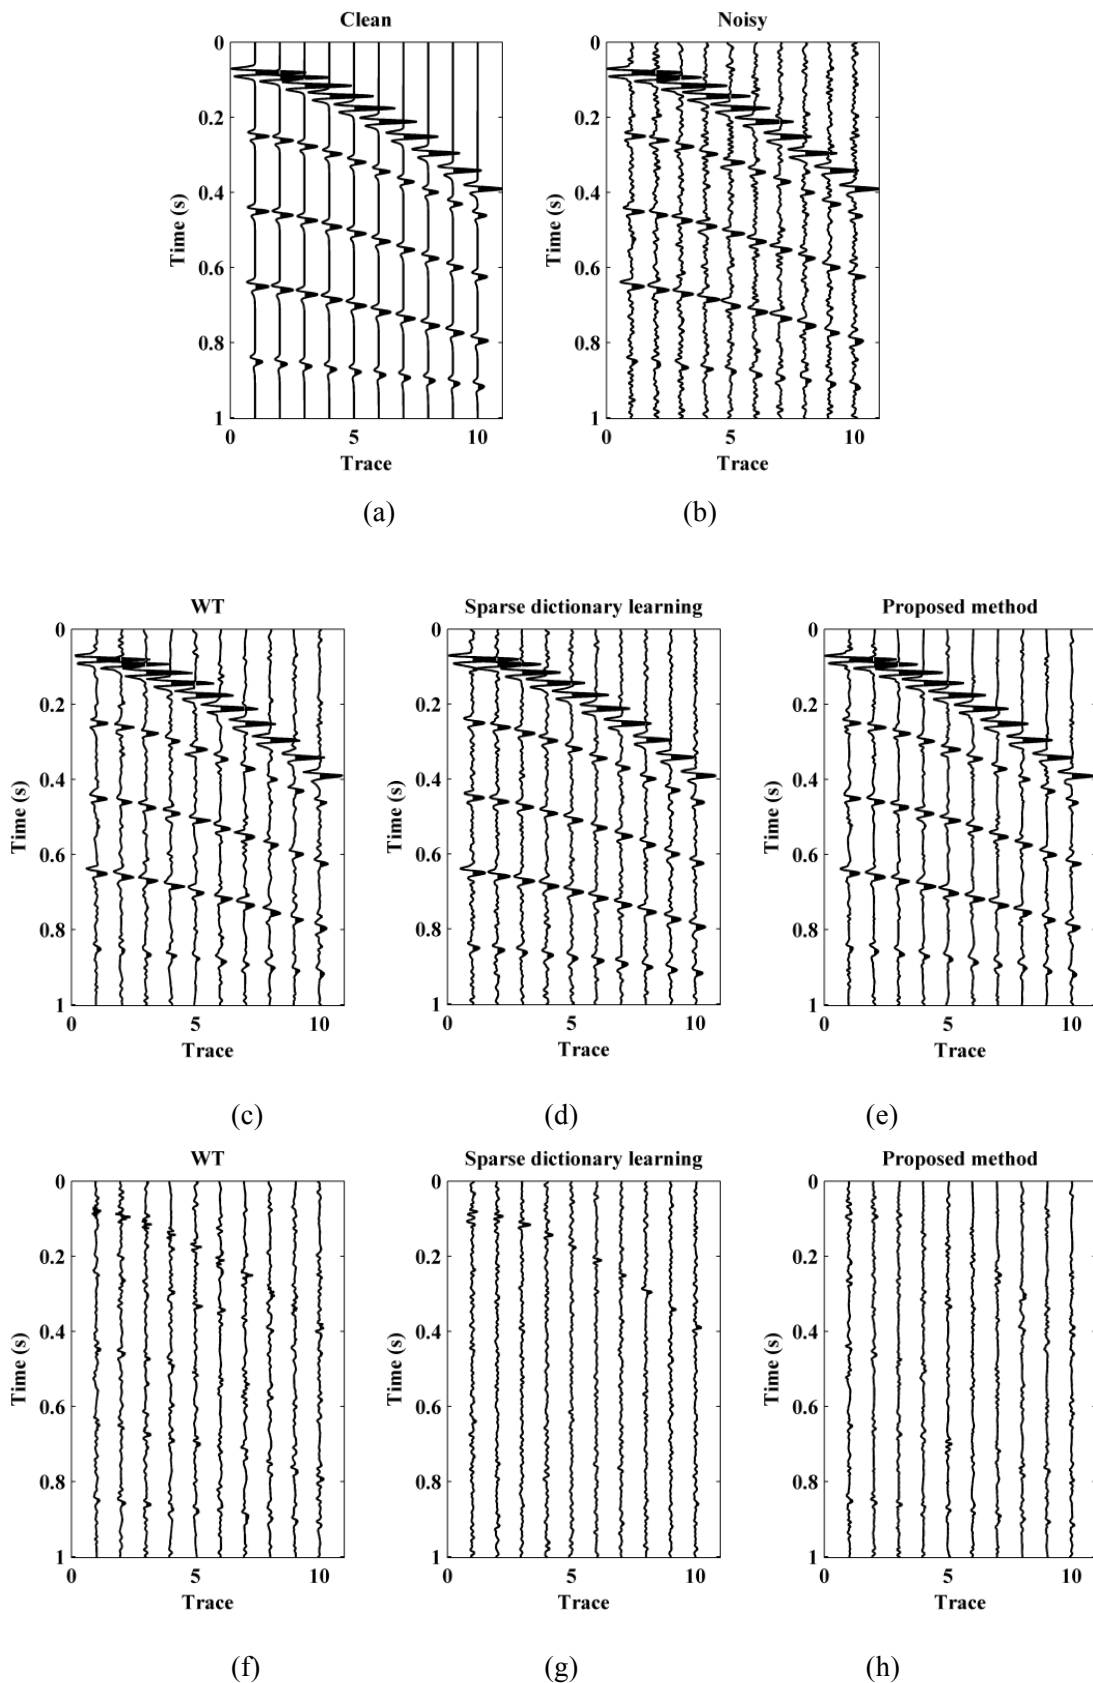 Clean Noisy
0 0
0.2 0.2
0.4 0.4
Time (s) Time (s)
0.6 0.6
0.8 0.8
1 1
0 5 10 0 5 10
Trace Trace
(a) (b)
WT Sparse dictionary learning Proposed method
0 0 0
0.2 0.2 0.2
0.4 0.4 0.4
Time (s) Time (s) Time (s)
0.6 0.6 0.6
0.8 0.8 0.8
1 1 1
0 5 10 0 5 10 0 5 10
Trace Trace Trace
(c) (d) (e)
WT Sparse dictionary learning Proposed method
0 0 0
0.2 0.2 0.2
0.4 0.4 0.4
Time (s) Time (s) Time (s)
0.6 0.6 0.6
0.8 0.8 0.8
1 1 1
0 5 10 0 5 10 0 5 10
Trace Trace Trace
(f) (g) (h)